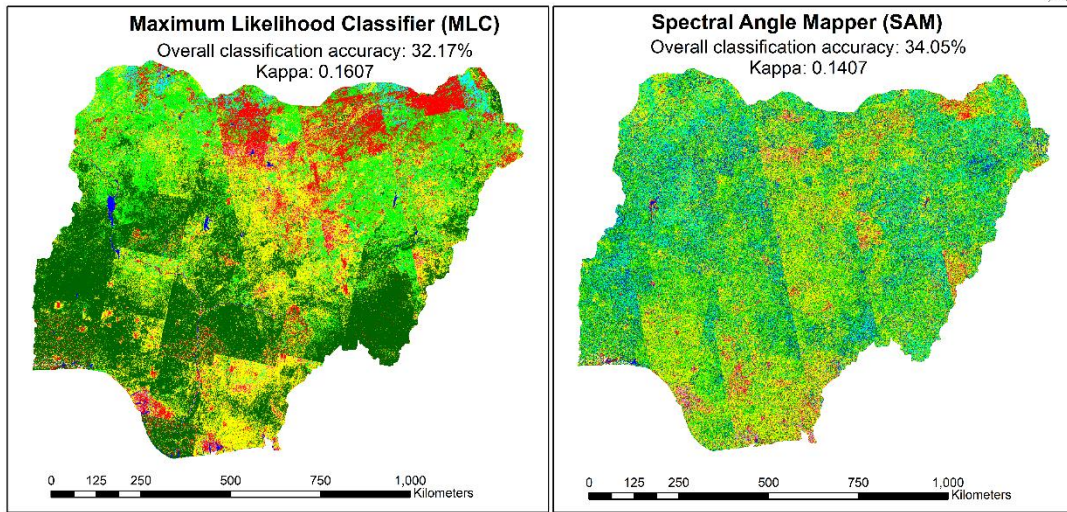 Maximum Likelihood Classifier (MLC)
Overall classification accuracy: 32.17%
Kappa: 0.1607
0 125 250 500 750 1,000
Kilometers
Spectral Angle Mapper (SAM)
Overall classification accuracy: 34.05%
Kappa: 0.1407
0 125 250 500 750 1,000
Kilometers